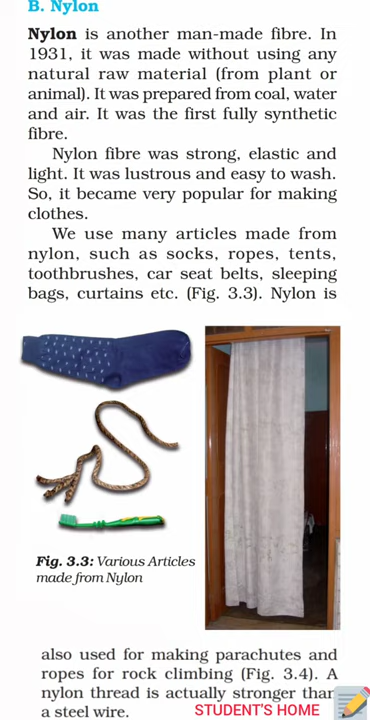 B. Nylon
Nylon is another man-made fibre. In
1931, it was made without using any
natural raw material (from plant or
animal). It was prepared from coal, water
and air. It was the first fully synthetic
fibre.
Nylon fibre was strong, elastic and
light. It was lustrous and easy to wash.
So, it became very popular for making
clothes.
We use many articles made from
nylon, such as socks, ropes, tents,
toothbrushes, car seat belts, sleeping
bags, curtains etc. (Fig. 3.3). Nylon is
Fig. 3.3: Various Articles
made from Nylon
also used for making parachutes and
ropes for rock climbing (Fig. 3.4). A
nylon thread is actually stronger than
a steel wire.
STUDENT'S HOME